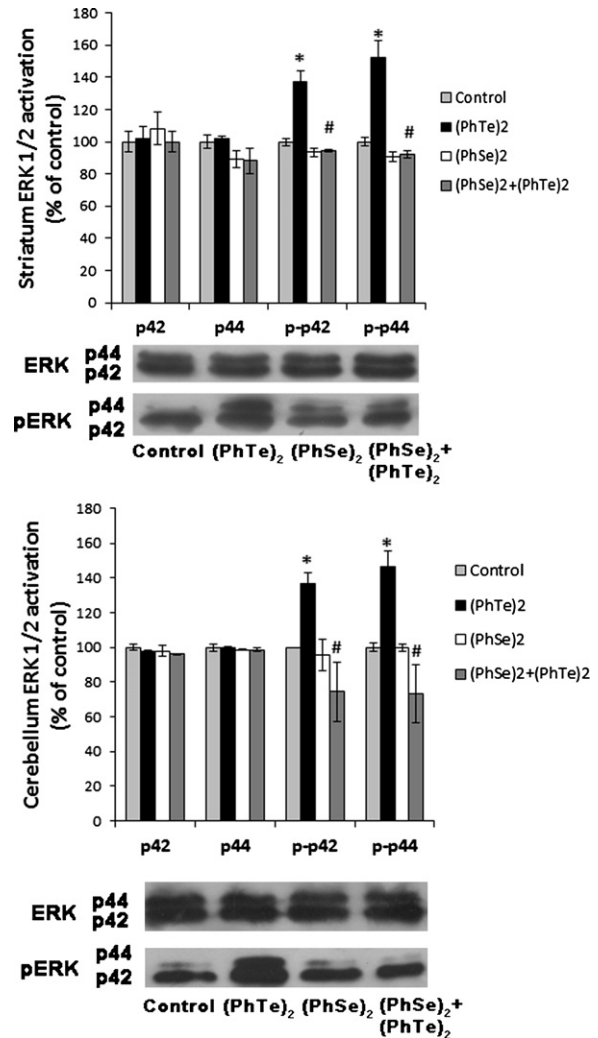 Striatum ERK1/2 activation
(% of control)
180
160
140
120
100
80
60
40
20
0
* *
# #
p42 p44 p-p42 p-p44
Control
(PhTe)2
(PhSe)2
(PhSe)2+(PhTe)2
ERK p44
p42
pERK p44
p42
Control (PhTe)₂ (PhSe)₂ (PhSe)₂+
(PhTe)₂
Cerebellum ERK1/2 activation
(% of control)
180
160
140
120
100
80
60
40
20
0
* *
# #
p42 p44 p-p42 p-p44
Control
(PhTe)2
(PhSe)2
(PhSe)2+(PhTe)2
ERK p44
p42
pERK p44
p42
Control (PhTe)₂ (PhSe)₂ (PhSe)₂+
(PhTe)₂